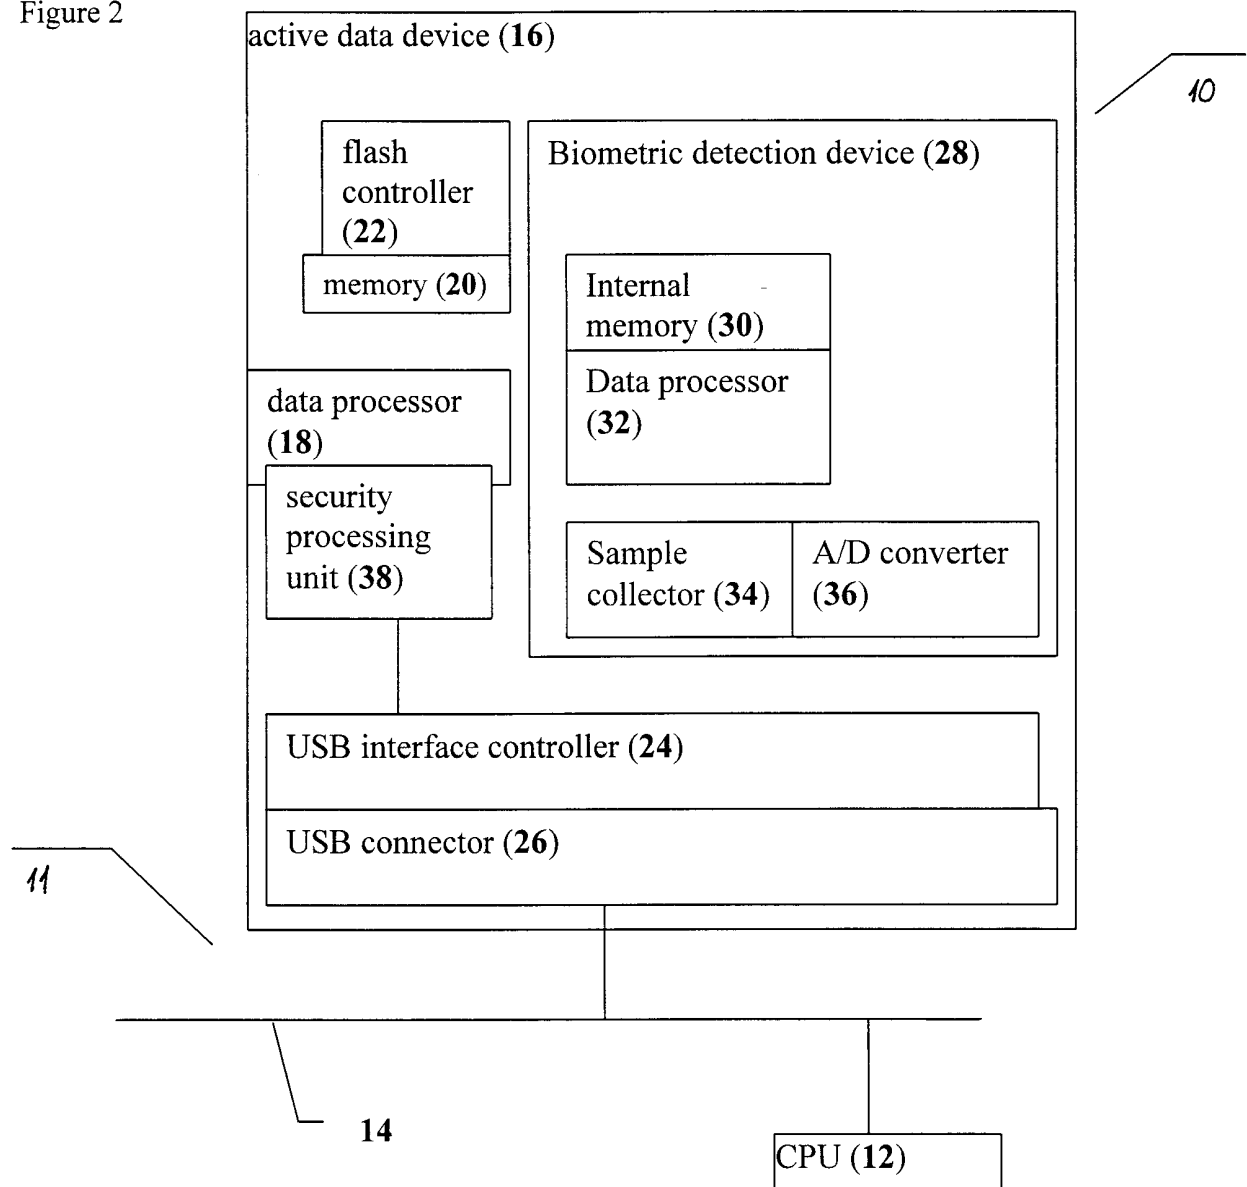 Figure 2
active data device (16)
10
flash
controller
(22)
memory (20)
Biometric detection device (28)
Internal
memory (30)
Data processor
(32)
data processor
(18)
security
processing
unit (38)
Sample
collector (34)
A/D converter
(36)
USB interface controller (24)
USB connector (26)
11
14
CPU (12)